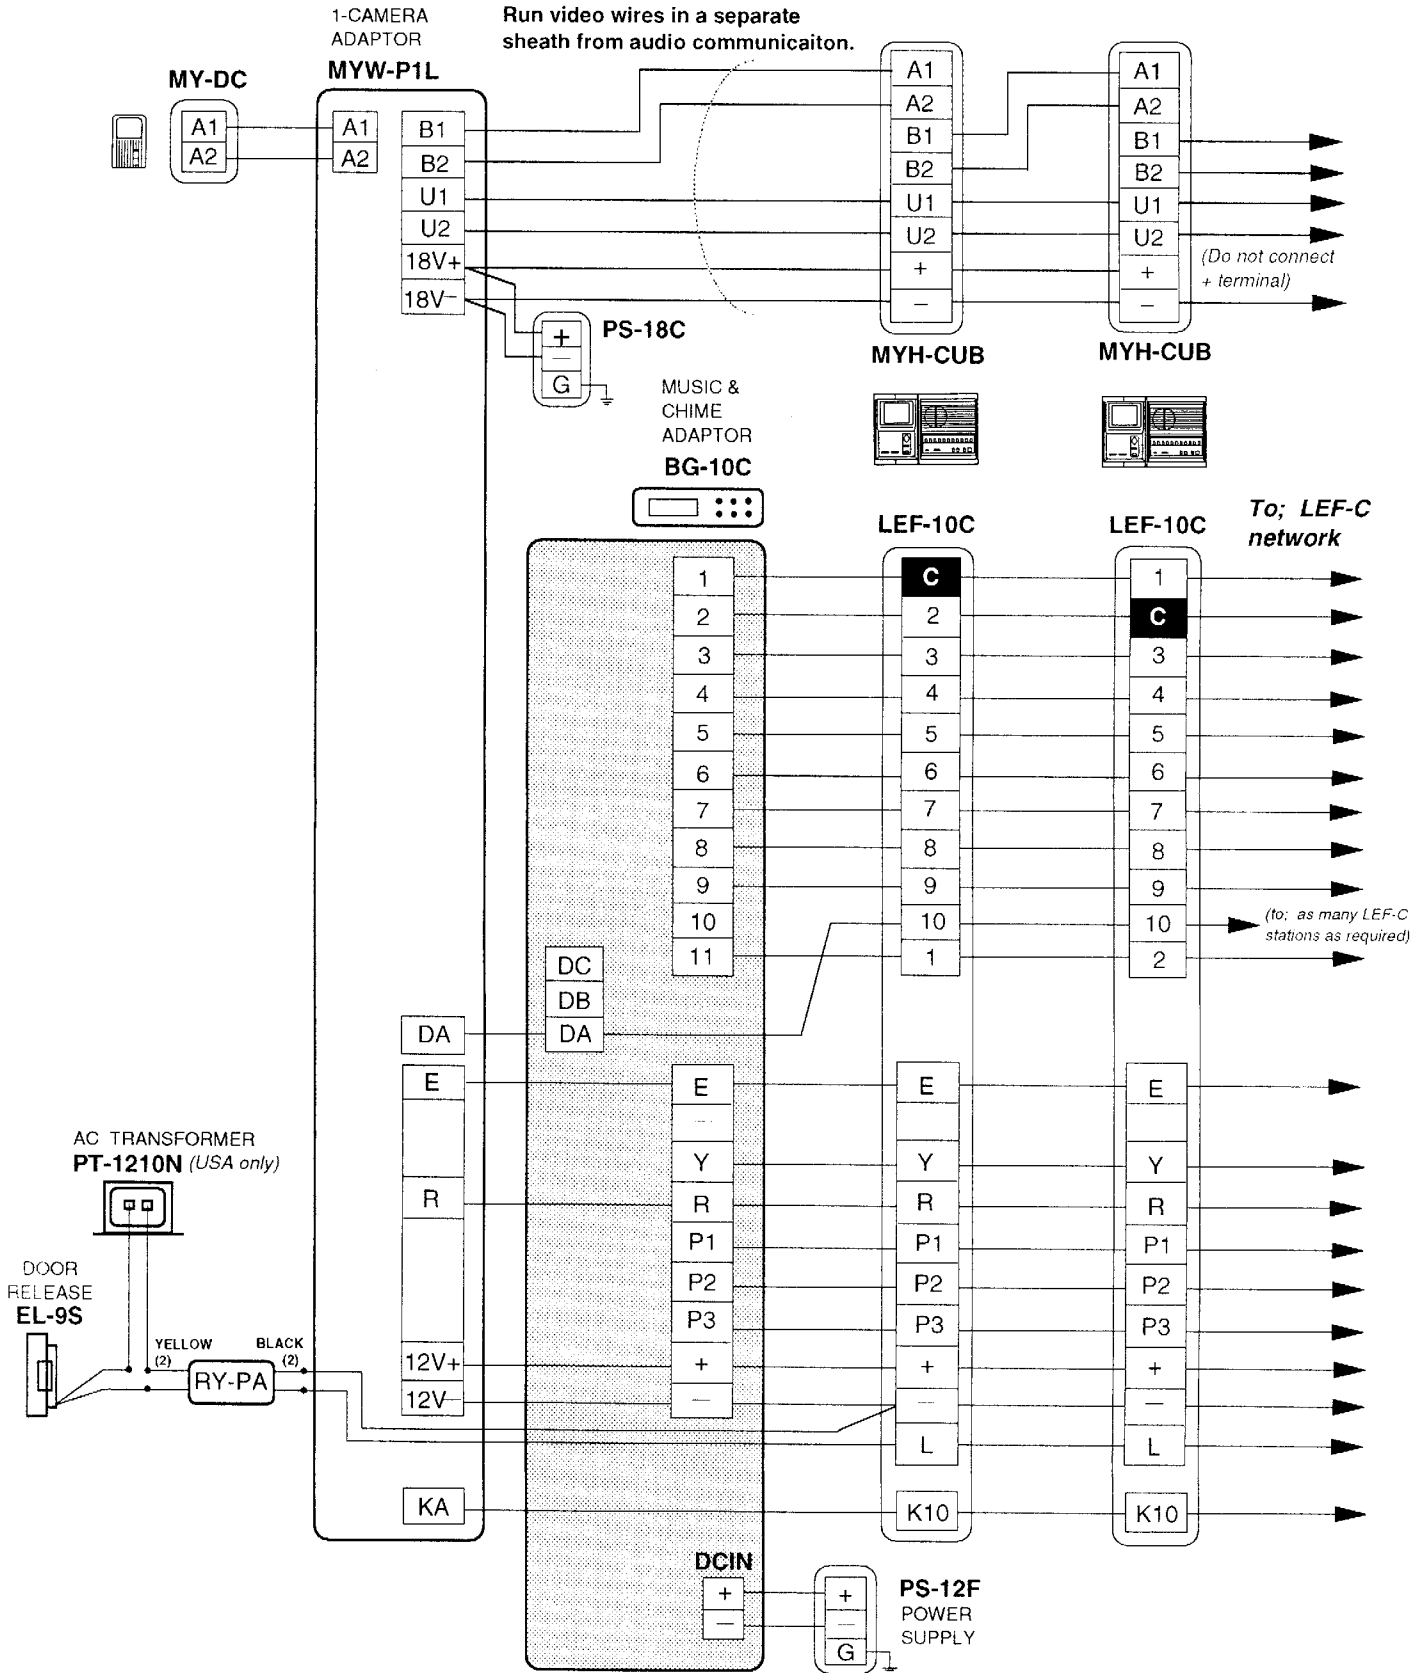 1-CAMERA
ADAPTOR
MYW-P1L
Run video wires in a separate
sheath from audio communicaiton.
MY-DC
A1
A2
A1
A2
B1
B2
U1
U2
18V+
18V–
A1
A2
B1
B2
U1
U2
+
–
MYH-CUB
A1
A2
B1
B2
U1
U2
+
–
MYH-CUB
(Do not connect
+ terminal)
+
–
G
PS-18C
MUSIC &
CHIME
ADAPTOR
BG-10C
LEF-10C
LEF-10C
To; LEF-C
network
1
2
3
4
5
6
7
8
9
10
11
C
2
3
4
5
6
7
8
9
10
1
1
C
3
4
5
6
7
8
9
10
2
(to; as many LEF-C
stations as required)
DC
DB
DA
DA
E
R
12V+
12V–
KA
E
–
Y
R
P1
P2
P3
+
–
E
Y
R
P1
P2
P3
+
–
L
K10
E
Y
R
P1
P2
P3
+
–
L
K10
AC TRANSFORMER
PT-1210N (USA only)
DOOR
RELEASE
EL-9S
YELLOW
(2)
BLACK
(2)
RY-PA
DCIN
+
–
+
–
G
PS-12F
POWER
SUPPLY